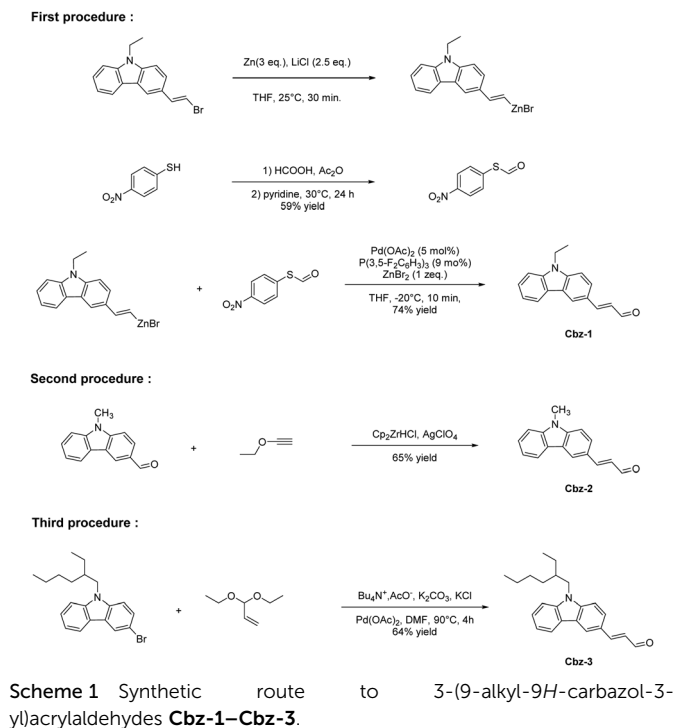 First procedure :
N
Br
Zn(3 eq.), LiCl (2.5 eq.)
THF, 25°C, 30 min.
N
ZnBr
SH
O₂N
1) HCOOH, Ac₂O
2) pyridine, 30°C, 24 h
59% yield
S
O
O₂N
N
ZnBr
+
S
O
O₂N
Pd(OAc)₂ (5 mol%)
P(3,5-F₂C₆H₃)₃ (9 mo%)
ZnBr₂ (1 zeq.)
THF, -20°C, 10 min,
74% yield
N
O
Cbz-1
Second procedure :
CH₃
N
O
+
O
Cp₂ZrHCl, AgClO₄
65% yield
CH₃
N
O
Cbz-2
Third procedure :
N
Br
+
O
O
Bu₄N⁺,AcO⁻, K₂CO₃, KCl
Pd(OAc)₂, DMF, 90°C, 4h
64% yield
N
O
Cbz-3
Scheme 1 Synthetic route to 3-(9-alkyl-9H-carbazol-3-
yl)acrylaldehydes Cbz-1–Cbz-3.